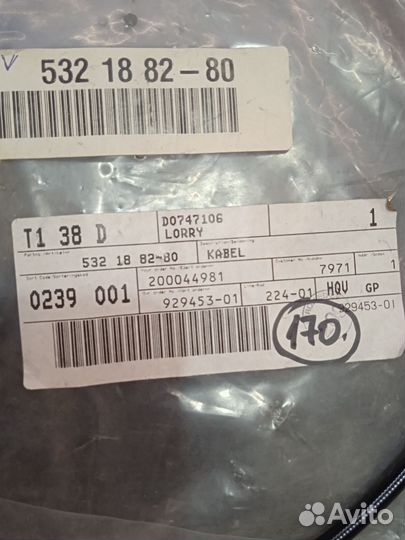 V 532 18 82-80
T1 38 D
D0747106
LORRY
1
532 18 82-80
KABEL
0239 001
200044981
7971
1
929453-01
224-01
HQV GP
929453-01
170.
Avito